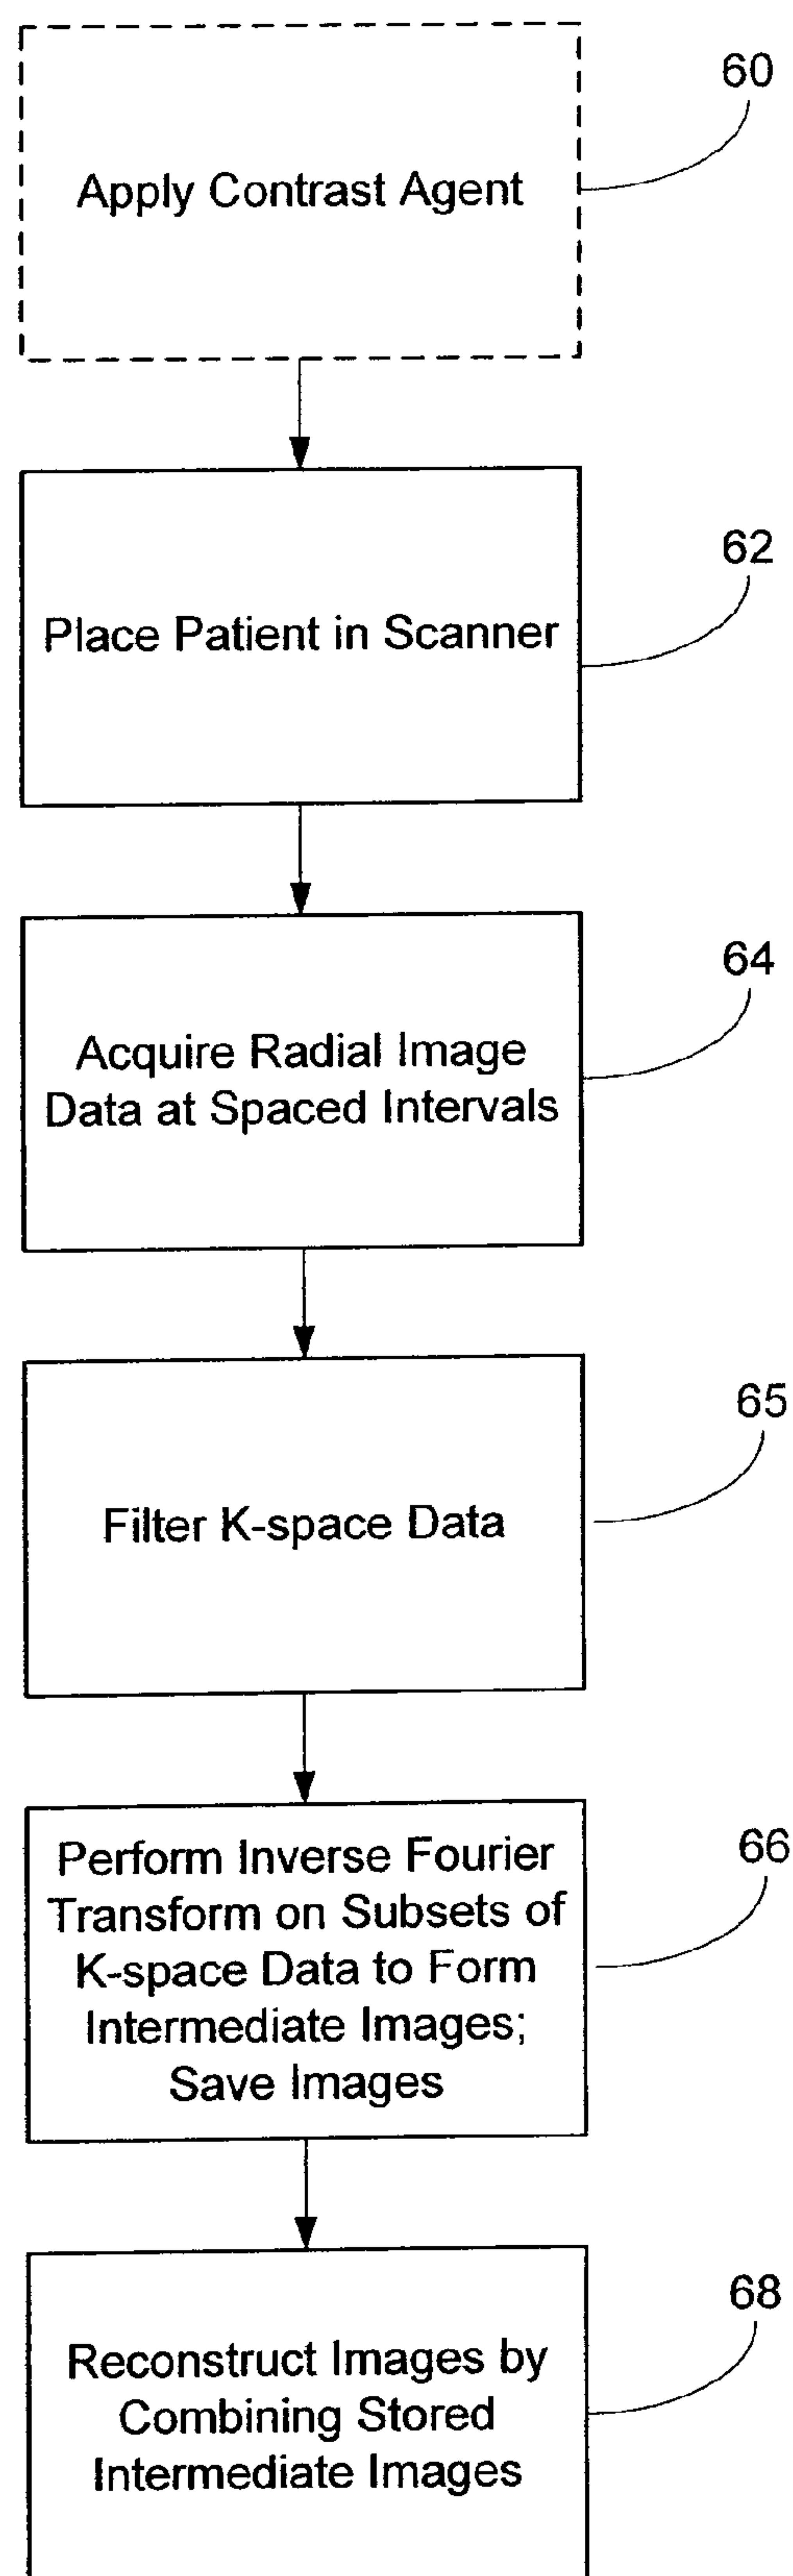 60
Apply Contrast Agent
62
Place Patient in Scanner
64
Acquire Radial Image
Data at Spaced Intervals
65
Filter K-space Data
66
Perform Inverse Fourier
Transform on Subsets of
K-space Data to Form
Intermediate Images;
Save Images
68
Reconstruct Images by
Combining Stored
Intermediate Images